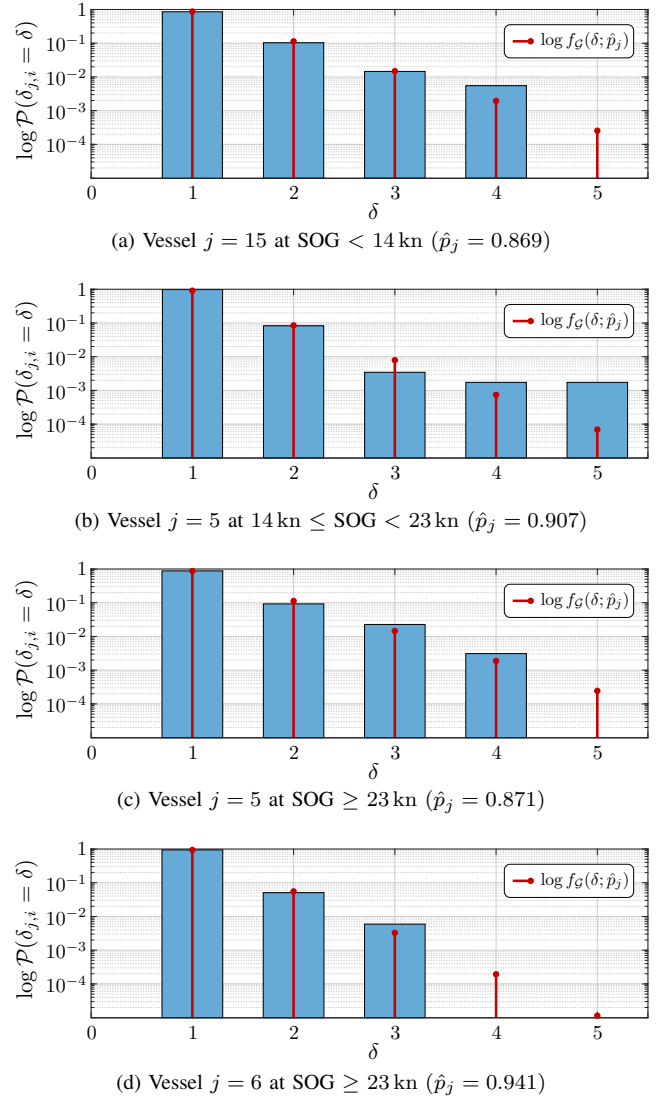 1
10⁻¹
10⁻²
10⁻³
10⁻⁴
log 𝒫(δ_{j,i} = δ)
log f_𝒢(δ; p̂_j)
0 1 2 3 4 5
δ
(a) Vessel j = 15 at SOG < 14 kn (p̂_j = 0.869)
1
10⁻¹
10⁻²
10⁻³
10⁻⁴
log 𝒫(δ_{j,i} = δ)
log f_𝒢(δ; p̂_j)
0 1 2 3 4 5
δ
(b) Vessel j = 5 at 14 kn ≤ SOG < 23 kn (p̂_j = 0.907)
1
10⁻¹
10⁻²
10⁻³
10⁻⁴
log 𝒫(δ_{j,i} = δ)
log f_𝒢(δ; p̂_j)
0 1 2 3 4 5
δ
(c) Vessel j = 5 at SOG ≥ 23 kn (p̂_j = 0.871)
1
10⁻¹
10⁻²
10⁻³
10⁻⁴
log 𝒫(δ_{j,i} = δ)
log f_𝒢(δ; p̂_j)
0 1 2 3 4 5
δ
(d) Vessel j = 6 at SOG ≥ 23 kn (p̂_j = 0.941)